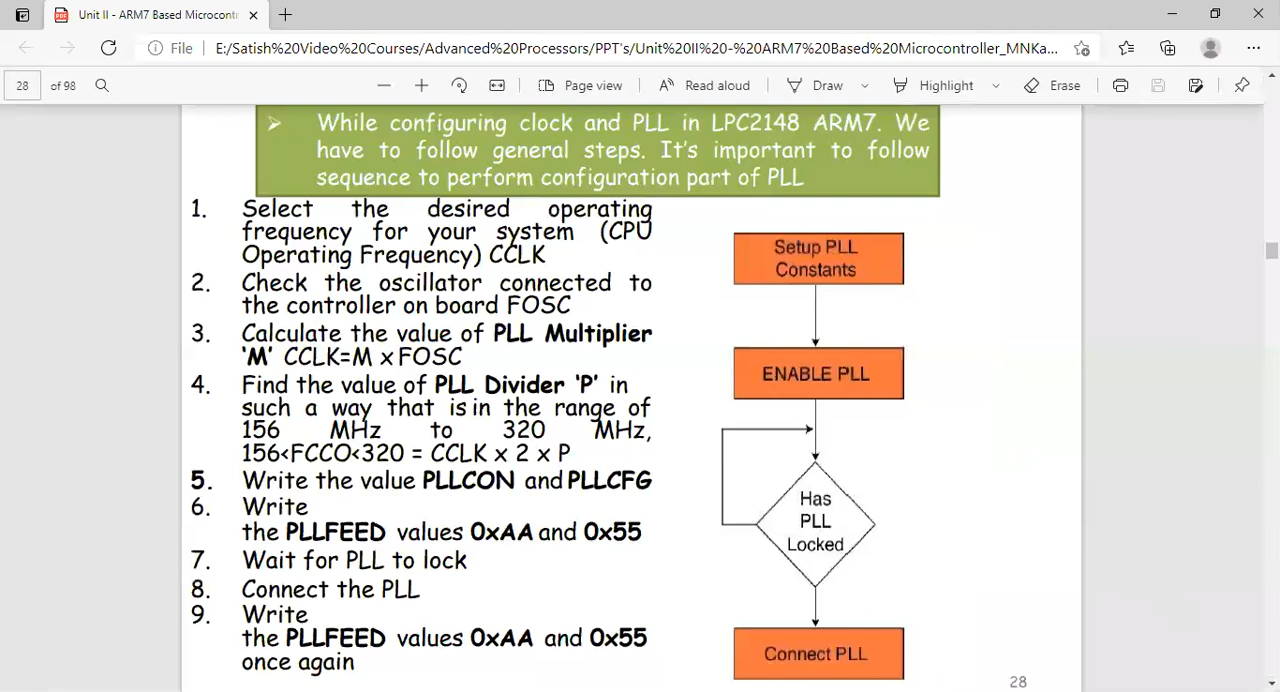 Unit II - ARM7 Based Microcontr
File
E:/Satish%20Video%20Courses/Advanced%20Processors/PPT's/Unit%20II%20-%20ARM7%20Based%20Microcontroller_MNKa...
28 of 98
Page view
Read aloud
Draw
Highlight
Erase
While configuring clock and PLL in LPC2148 ARM7. We
have to follow general steps. It's important to follow
sequence to perform configuration part of PLL
1. Select the desired operating
frequency for your system (CPU
Operating Frequency) CCLK
2. Check the oscillator connected to
the controller on board FOSC
3. Calculate the value of PLL Multiplier
'M' CCLK=M x FOSC
4. Find the value of PLL Divider 'P' in
such a way that is in the range of
156 MHz to 320 MHz,
156<FCCO<320 = CCLK x 2 x P
5. Write the value PLLCON and PLLCFG
6. Write
the PLLFEED values 0xAA and 0x55
7. Wait for PLL to lock
8. Connect the PLL
9. Write
the PLLFEED values 0xAA and 0x55
once again
Setup PLL
Constants
ENABLE PLL
Has
PLL
Locked
Connect PLL
28